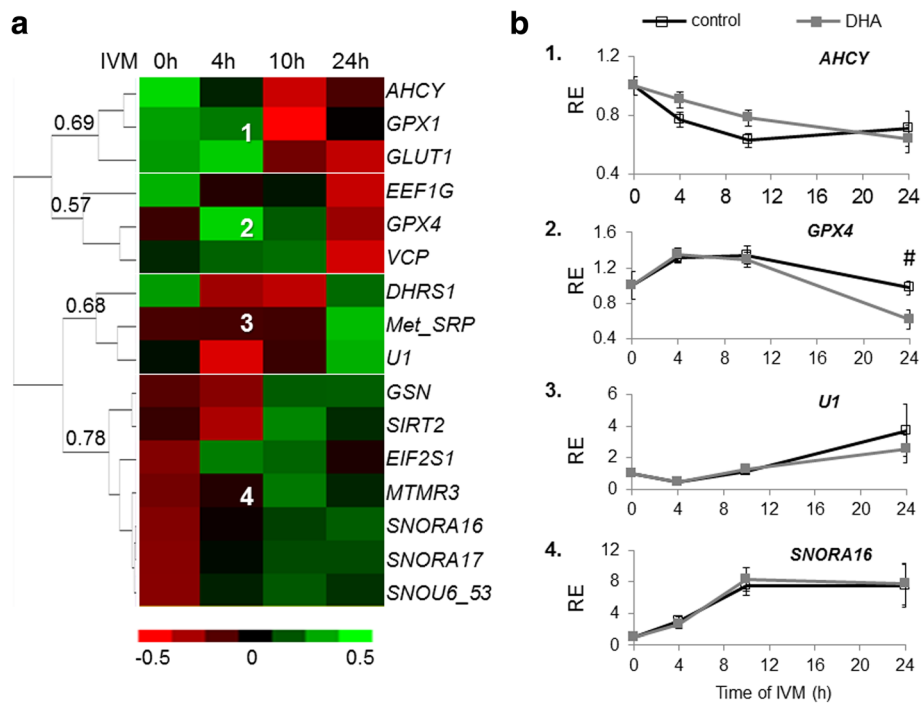 a
IVM 0h 4h 10h 24h
AHCY
GPX1
GLUT1
EEF1G
GPX4
VCP
DHRS1
Met_SRP
U1
GSN
SIRT2
EIF2S1
MTMR3
SNORA16
SNORA17
SNOU6_53
0.69
0.57
0.68
0.78
1
2
3
4
-0.5 0 0.5
b
control DHA
1. AHCY
RE
1.2
0.8
0.4
0 4 8 12 16 20 24
2. GPX4
RE
1.6
1.2
0.8
0.4
#
0 4 8 12 16 20 24
3. U1
RE
6
4
2
0
0 4 8 12 16 20 24
4. SNORA16
RE
12
8
4
0
0 4 8 12 16 20 24
Time of IVM (h)